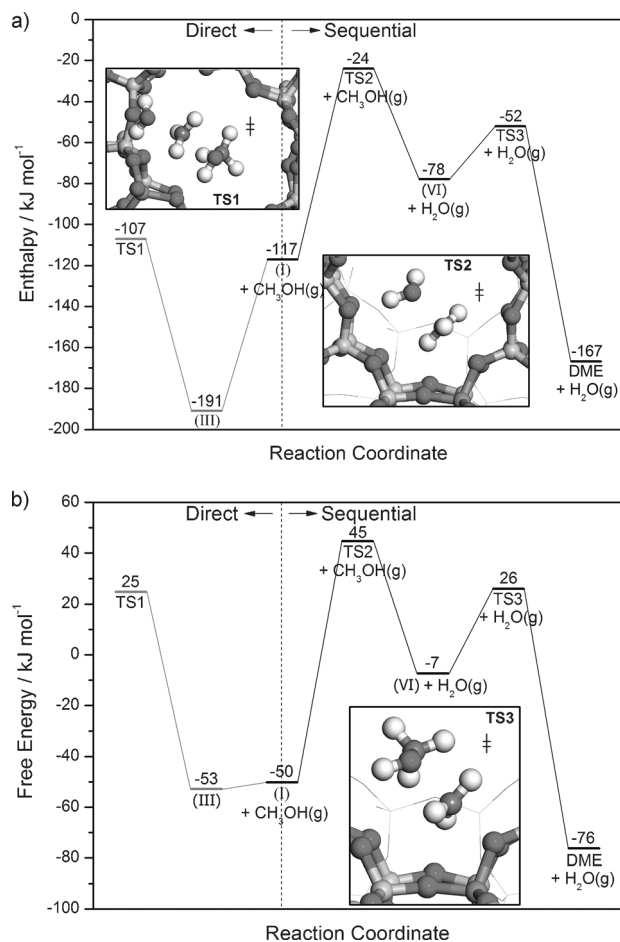 a)
Direct
Sequential
Enthalpy / kJ mol⁻¹
0
-20
-40
-60
-80
-100
-120
-140
-160
-180
-200
TS1
‡
-107
TS1
-191
(III)
-117
(I)
+ CH₃OH(g)
-24
TS2
+ CH₃OH(g)
-78
(VI)
+ H₂O(g)
-52
TS3
+ H₂O(g)
TS2
‡
-167
DME
+ H₂O(g)
Reaction Coordinate
b)
Direct
Sequential
Free Energy / kJ mol⁻¹
60
40
20
0
-20
-40
-60
-80
-100
25
TS1
-53
(III)
-50
(I)
+ CH₃OH(g)
45
TS2
+ CH₃OH(g)
-7
(VI) + H₂O(g)
26
TS3
+ H₂O(g)
TS3
‡
-76
DME
+ H₂O(g)
Reaction Coordinate